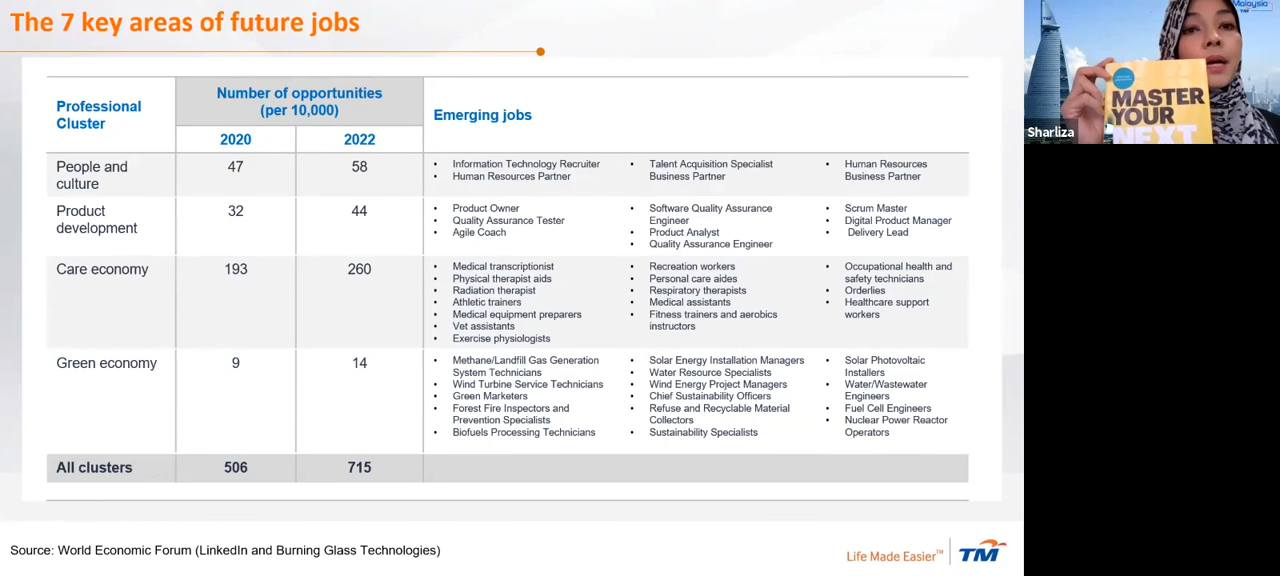 The 7 key areas of future jobs
Professional
Cluster
Number of opportunities
(per 10,000)
Emerging jobs
2020
2022
People and
culture
47
58
• Information Technology Recruiter
• Human Resources Partner
• Talent Acquisition Specialist
Business Partner
• Human Resources
Business Partner
Product
development
32
44
• Product Owner
• Quality Assurance Tester
• Agile Coach
• Software Quality Assurance
Engineer
• Product Analyst
• Quality Assurance Engineer
• Scrum Master
• Digital Product Manager
• Delivery Lead
Care economy
193
260
• Medical transcriptionist
• Physical therapist aids
• Radiation therapist
• Athletic trainers
• Medical equipment preparers
• Vet assistants
• Exercise physiologists
• Recreation workers
• Personal care aides
• Respiratory therapists
• Medical assistants
• Fitness trainers and aerobics
instructors
• Occupational health and
safety technicians
• Orderlies
• Healthcare support
workers
Green economy
9
14
• Methane/Landfill Gas Generation
System Technicians
• Wind Turbine Service Technicians
• Green Marketers
• Forest Fire Inspectors and
Prevention Specialists
• Biofuels Processing Technicians
• Solar Energy Installation Managers
• Water Resource Specialists
• Wind Energy Project Managers
• Chief Sustainability Officers
• Refuse and Recyclable Material
Collectors
• Sustainability Specialists
• Solar Photovoltaic
Installers
• Water/Wastewater
Engineers
• Fuel Cell Engineers
• Nuclear Power Reactor
Operators
All clusters
506
715
Source: World Economic Forum (LinkedIn and Burning Glass Technologies)
Life Made Easier™
TM
Malaysia
TM
TM
MASTER
YOUR
NEXT
Sharliza